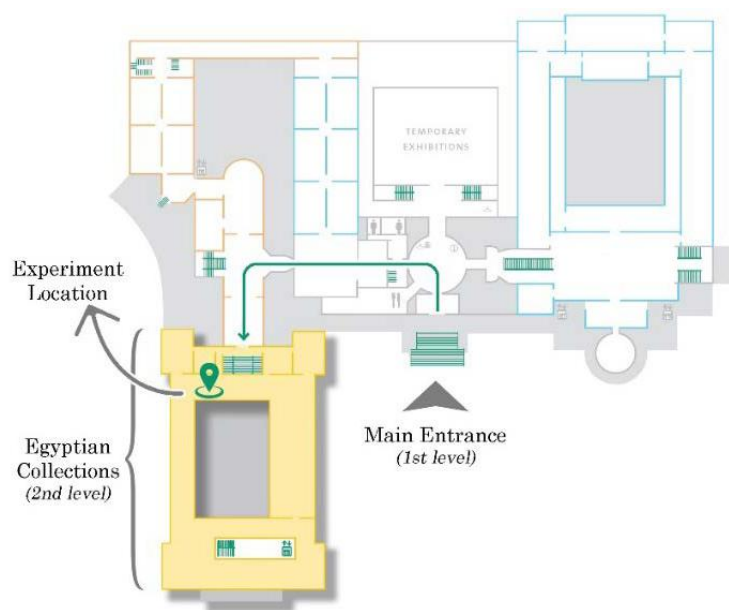 TEMPORARY
EXHIBITIONS
Experiment
Location
Egyptian
Collections
(2nd level)
Main Entrance
(1st level)